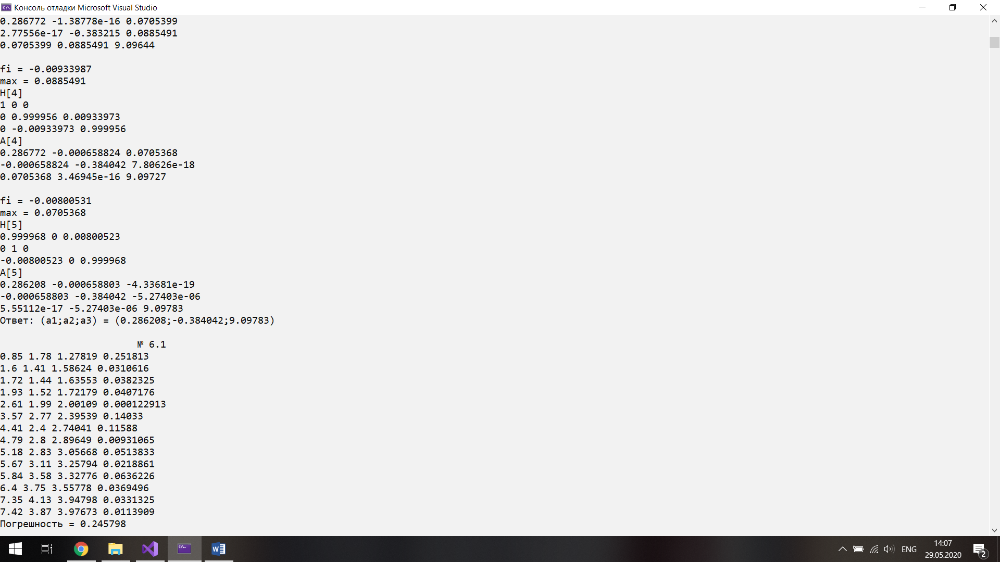 Консоль отладки Microsoft Visual Studio
0.286772 -1.38778e-16 0.0705399
2.77556e-17 -0.383215 0.0885491
0.0705399 0.0885491 9.09644
fi = -0.00933987
max = 0.0885491
H[4]
1 0 0
0 0.999956 0.00933973
0 -0.00933973 0.999956
A[4]
0.286772 -0.000658824 0.0705368
-0.000658824 -0.384042 7.80626e-18
0.0705368 3.46945e-16 9.09727
fi = -0.00800531
max = 0.0705368
H[5]
0.999968 0 0.00800523
0 1 0
-0.00800523 0 0.999968
A[5]
0.286208 -0.000658803 -4.33681e-19
-0.000658803 -0.384042 -5.27403e-06
5.55112e-17 -5.27403e-06 9.09783
Ответ: (a1;a2;a3) = (0.286208;-0.384042;9.09783)
№ 6.1
0.85 1.78 1.27819 0.251813
1.6 1.41 1.58624 0.0310616
1.72 1.44 1.63553 0.0382325
1.93 1.52 1.72179 0.0407176
2.61 1.99 2.00109 0.000122913
3.57 2.77 2.39539 0.14033
4.41 2.4 2.74041 0.11588
4.79 2.8 2.89649 0.00931065
5.18 2.83 3.05668 0.0513833
5.67 3.11 3.25794 0.0218861
5.84 3.58 3.32776 0.0636226
6.4 3.75 3.55778 0.0369496
7.35 4.13 3.94798 0.0331325
7.42 3.87 3.97673 0.0113909
Погрешность = 0.245798
ENG
14:07
29.05.2020
2